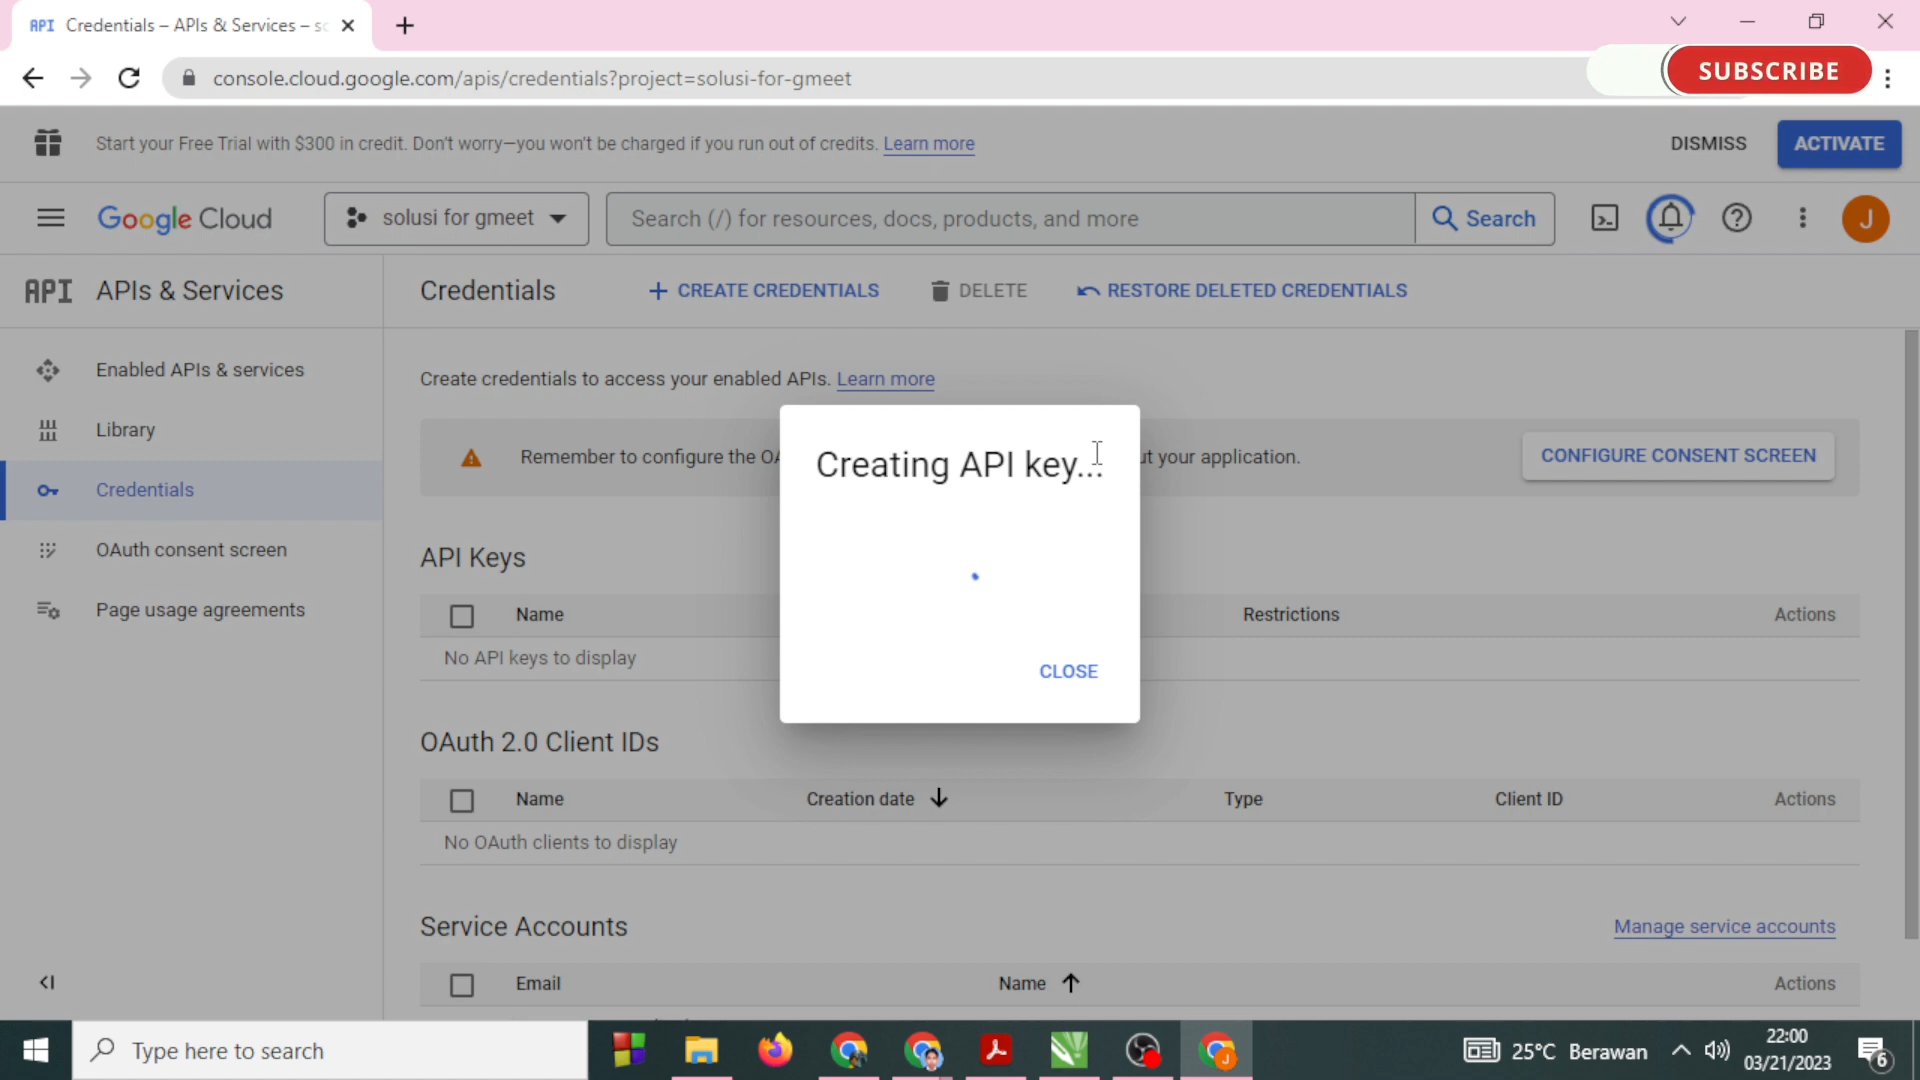 API Credentials – APIs & Services – so
console.cloud.google.com/apis/credentials?project=solusi-for-gmeet
SUBSCRIBE
Start your Free Trial with $300 in credit. Don't worry—you won't be charged if you run out of credits. Learn more
DISMISS
ACTIVATE
Google Cloud
solusi for gmeet
Search (/) for resources, docs, products, and more
Search
J
API APIs & Services
Credentials
CREATE CREDENTIALS
DELETE
RESTORE DELETED CREDENTIALS
Enabled APIs & services
Library
Credentials
OAuth consent screen
Page usage agreements
Create credentials to access your enabled APIs. Learn more
Remember to configure the OA
ut your application.
CONFIGURE CONSENT SCREEN
Creating API key...
CLOSE
API Keys
Name
Restrictions
Actions
No API keys to display
OAuth 2.0 Client IDs
Name
Creation date
Type
Client ID
Actions
No OAuth clients to display
Service Accounts
Manage service accounts
Email
Name
Actions
Type here to search
J
25°C Berawan
22:00
03/21/2023
6